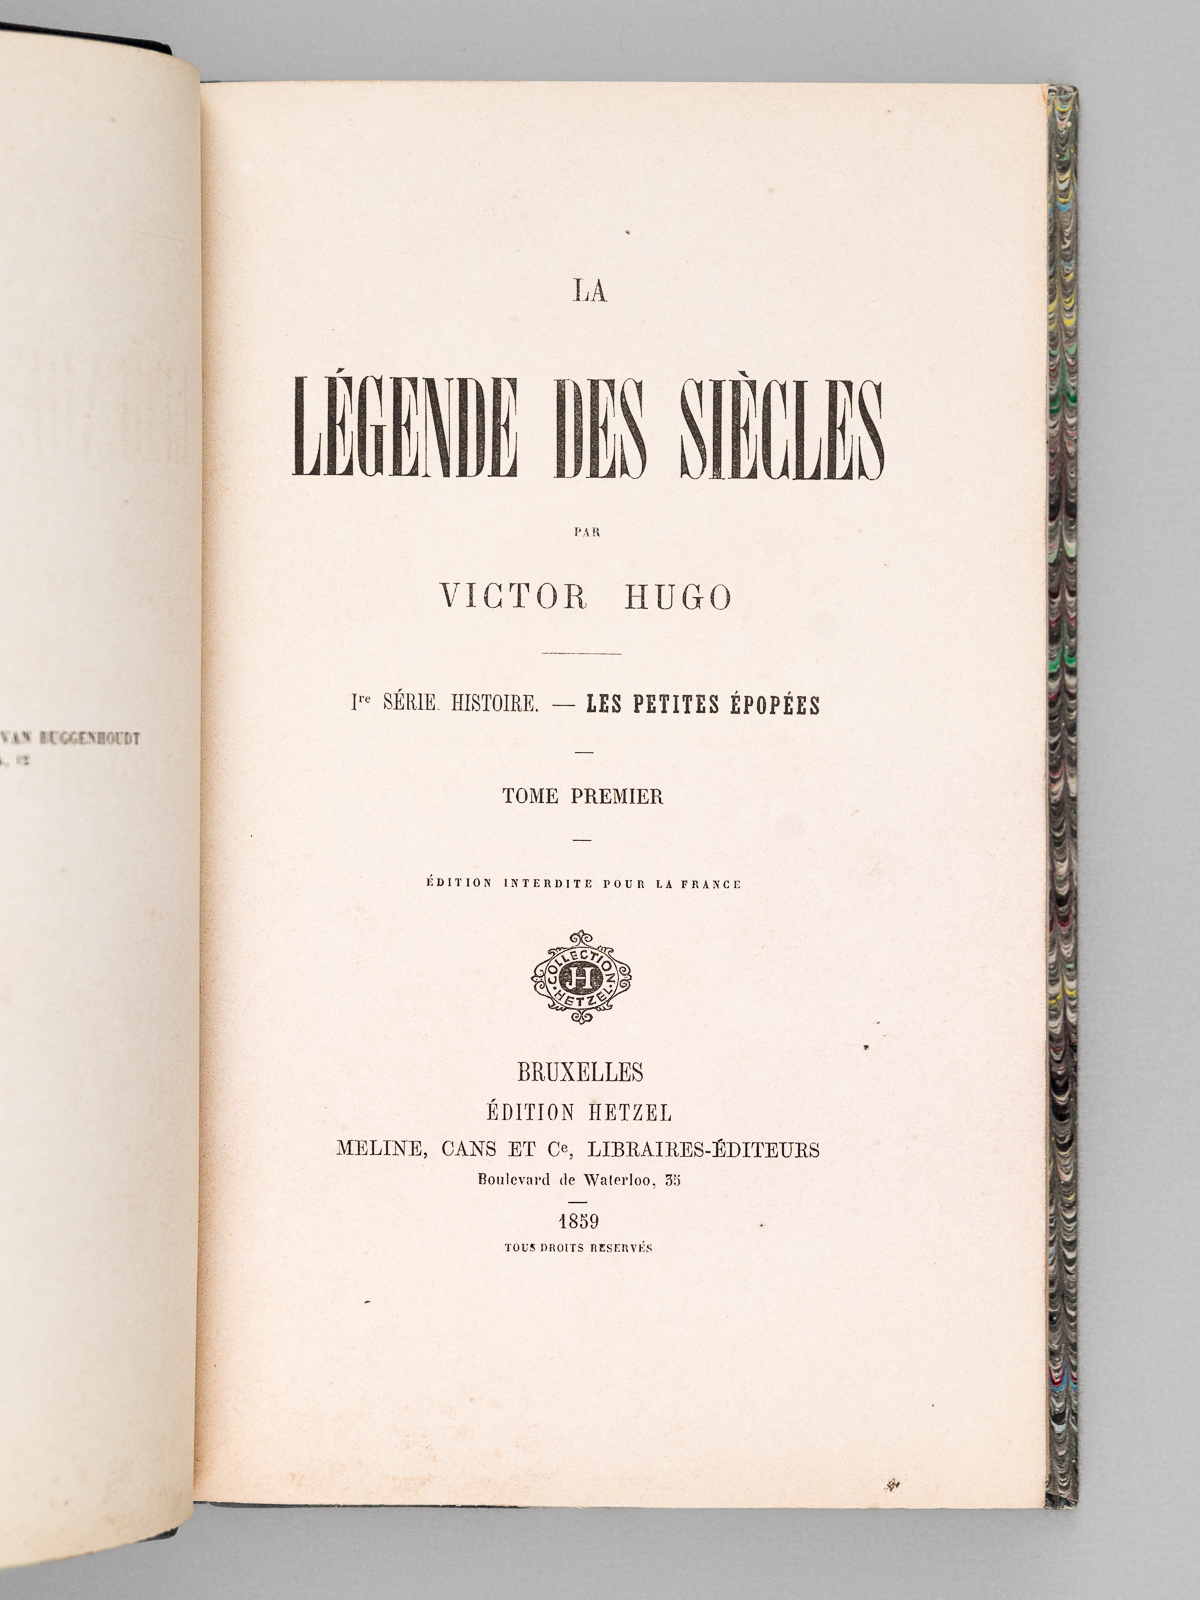 VAN BUGGENHOUDT
12
LA
LÉGENDE DES SIÈCLES
PAR
VICTOR HUGO
Ire SÉRIE. HISTOIRE. — LES PETITES ÉPOPÉES
—
TOME PREMIER
—
ÉDITION INTERDITE POUR LA FRANCE
COLLECTION
H
HETZEL
BRUXELLES
ÉDITION HETZEL
MELINE, CANS ET Ce, LIBRAIRES-ÉDITEURS
Boulevard de Waterloo, 35
—
1859
TOUS DROITS RESERVÉS